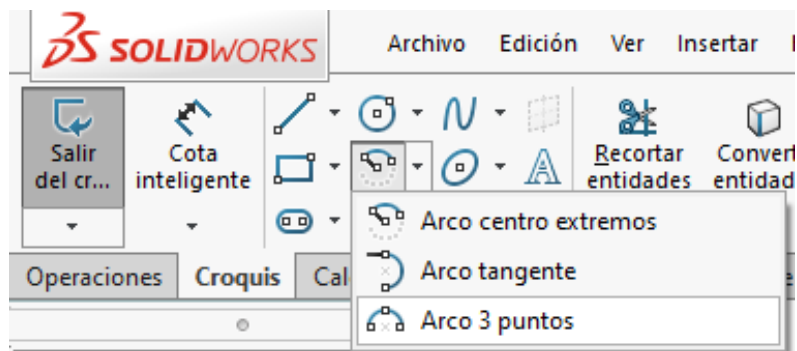 SOLIDWORKS
Archivo Edición Ver Insertar
Salir del cr...
Cota inteligente
Recortar entidades
Convert entidad
Arco centro extremos
Arco tangente
Arco 3 puntos
Operaciones Croquis Cal